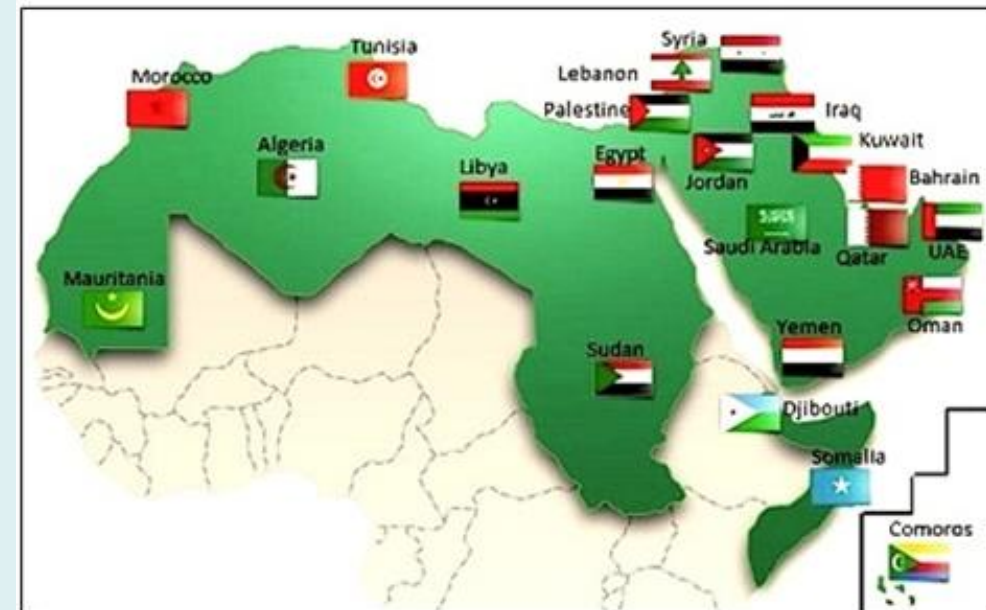 Tunisia
Syria
Morocco
Lebanon
Palestine
Iraq
Algeria
Libya
Egypt
Kuwait
Jordan
Bahrain
Saudi Arabia
Qatar
UAE
Mauritania
Oman
Yemen
Sudan
Djibouti
Somalia
Comoros